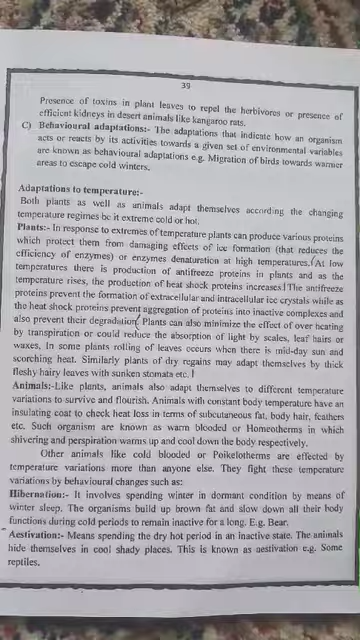 39
Presence of toxins in plant leaves to repel the herbivores or presence of
efficient kidneys in desert animals like kangaroo rats.
C) Behavioural adaptations:- The adaptations that indicate how an organism
acts or reacts by its activities towards a given set of environmental variables
are known as behavioural adaptations e.g. Migration of birds towards warmer
areas to escape cold winters.
Adaptations to temperature:-
Both plants as well as animals adapt themselves according the changing
temperature regimes be it extreme cold or hot.
Plants:- In response to extremes of temperature plants can produce various proteins
which protect them from damaging effects of ice formation (that reduces the
efficiency of enzymes) or enzymes denaturation at high temperatures. (At low
temperatures there is production of antifreeze proteins in plants and as the
temperature rises, the production of heat shock proteins increases. The antifreeze
proteins prevent the formation of extracellular and intracellular ice crystals while as
the heat shock proteins prevent aggregation of proteins into inactive complexes and
also prevent their degradation. Plants can also minimize the effect of over heating
by transpiration or could reduce the absorption of light by scales, leaf hairs or
waxes. In some plants rolling of leaves occurs when there is mid-day sun and
scorching heat. Similarly plants of dry regains may adapt themselves by thick
fleshy hairy leaves with sunken stomata etc.
Animals:-Like plants, animals also adapt themselves to different temperature
variations to survive and flourish. Animals with constant body temperature have an
insulating coat to check heat loss in terms of subcutaneous fat, body hair, feathers
etc. Such organism are known as warm blooded or Homeotherms in which
shivering and perspiration warms up and cool down the body respectively.
Other animals like cold blooded or Poikelotherms are effected by
temperature variations more than anyone else. They fight these temperature
variations by behavioural changes such as:
Hibernation:- It involves spending winter in dormant condition by means of
winter sleep. The organisms build up brown fat and slow down all their body
functions during cold periods to remain inactive for a long. E.g. Bear.
Aestivation:- Means spending the dry hot period in an inactive state. The animals
hide themselves in cool shady places. This is known as aestivation e.g. Some
reptiles.